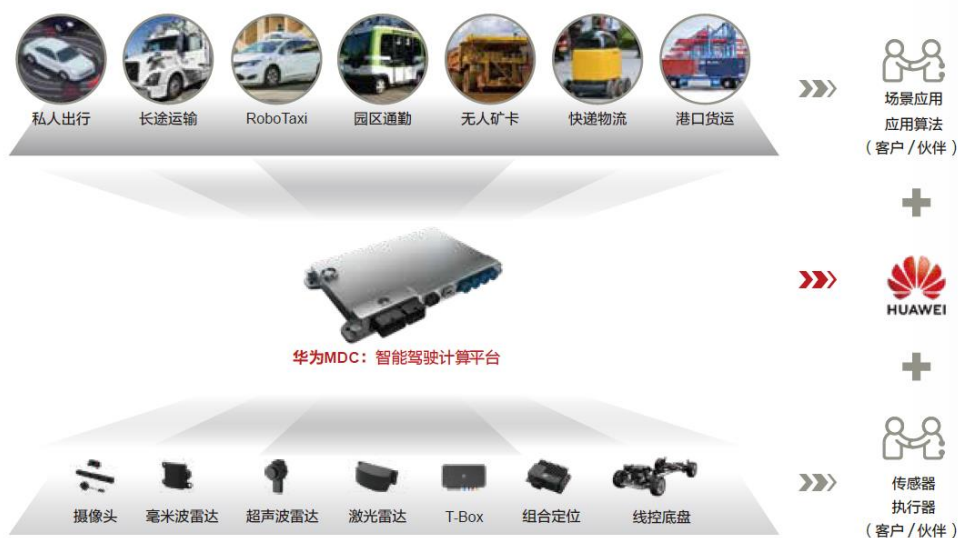 私人出行
长途运输
RoboTaxi
园区通勤
无人矿卡
快递物流
港口货运
场景应用
应用算法
（客户/伙伴）
HUAWEI
华为MDC：智能驾驶计算平台
摄像头
毫米波雷达
超声波雷达
激光雷达
T-Box
组合定位
线控底盘
传感器
执行器
（客户/伙伴）